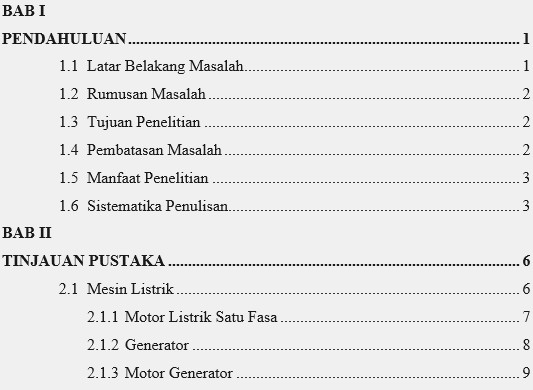 BAB I
PENDAHULUAN.......................................................................................... 1
1.1 Latar Belakang Masalah................................................................ 1
1.2 Rumusan Masalah ........................................................................ 2
1.3 Tujuan Penelitian ......................................................................... 2
1.4 Pembatasan Masalah .................................................................... 2
1.5 Manfaat Penelitian ....................................................................... 3
1.6 Sistematika Penulisan................................................................... 3
BAB II
TINJAUAN PUSTAKA ................................................................................. 6
2.1 Mesin Listrik ................................................................................ 6
2.1.1 Motor Listrik Satu Fasa ........................................................ 7
2.1.2 Generator .............................................................................. 8
2.1.3 Motor Generator ................................................................... 9